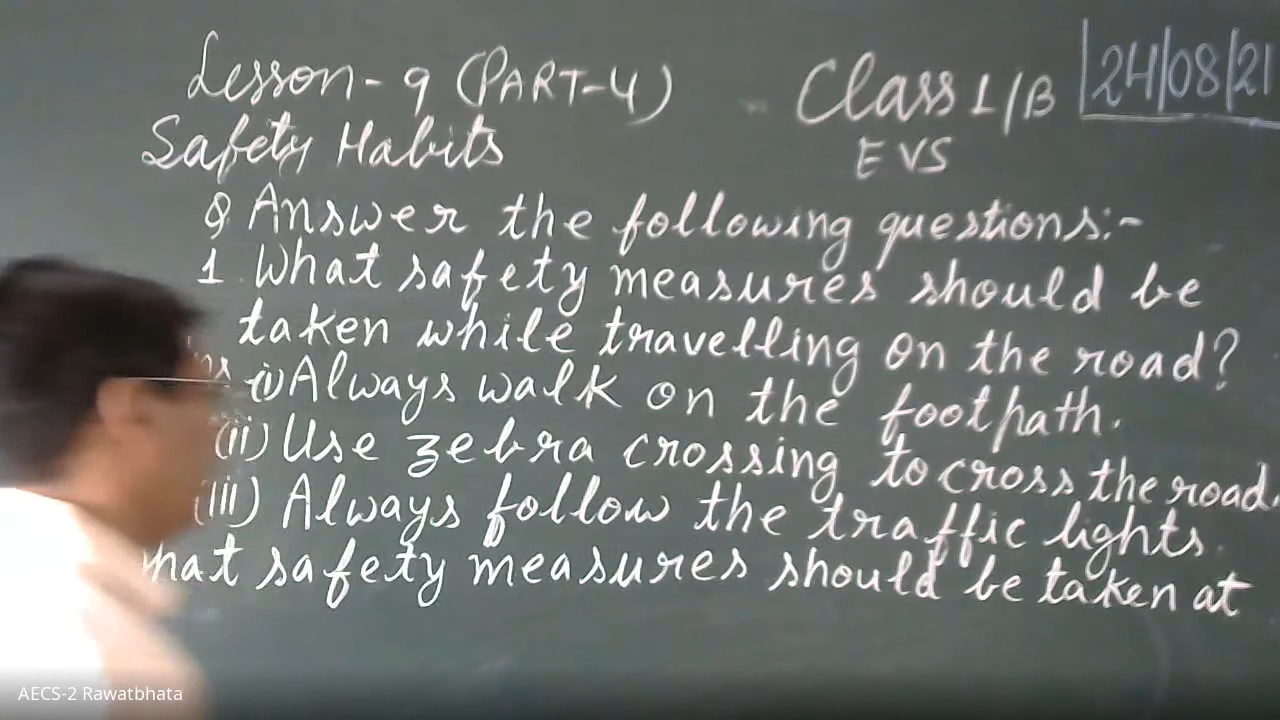 Lesson-9 (PART-4) Class I/B 24/08/21
Safety Habits EVS
Q Answer the following questions:-
1. What safety measures should be
taken while travelling on the road?
(i) Always walk on the footpath.
(ii) Use zebra crossing to cross the road.
(iii) Always follow the traffic lights.
hat safety measures should be taken at
AECS-2 Rawatbhata